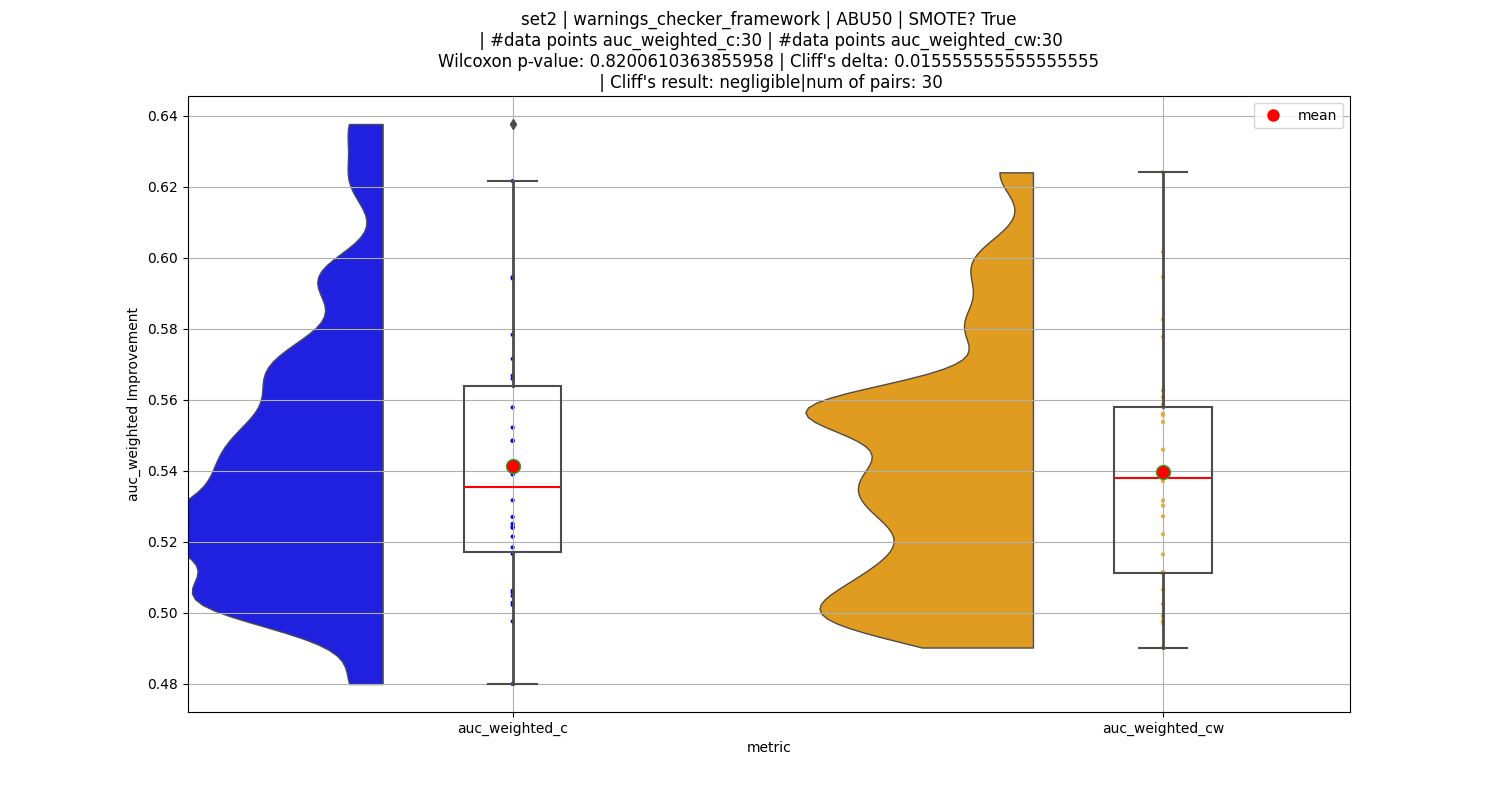 set2 | warnings_checker_framework | ABU50 | SMOTE? True
| #data points auc_weighted_c:30 | #data points auc_weighted_cw:30
Wilcoxon p-value: 0.8200610363855958 | Cliff's delta: 0.015555555555555555
| Cliff's result: negligible|num of pairs: 30
mean
0.64
0.62
0.60
0.58
0.56
0.54
0.52
0.50
0.48
auc_weighted Improvement
auc_weighted_c
auc_weighted_cw
metric